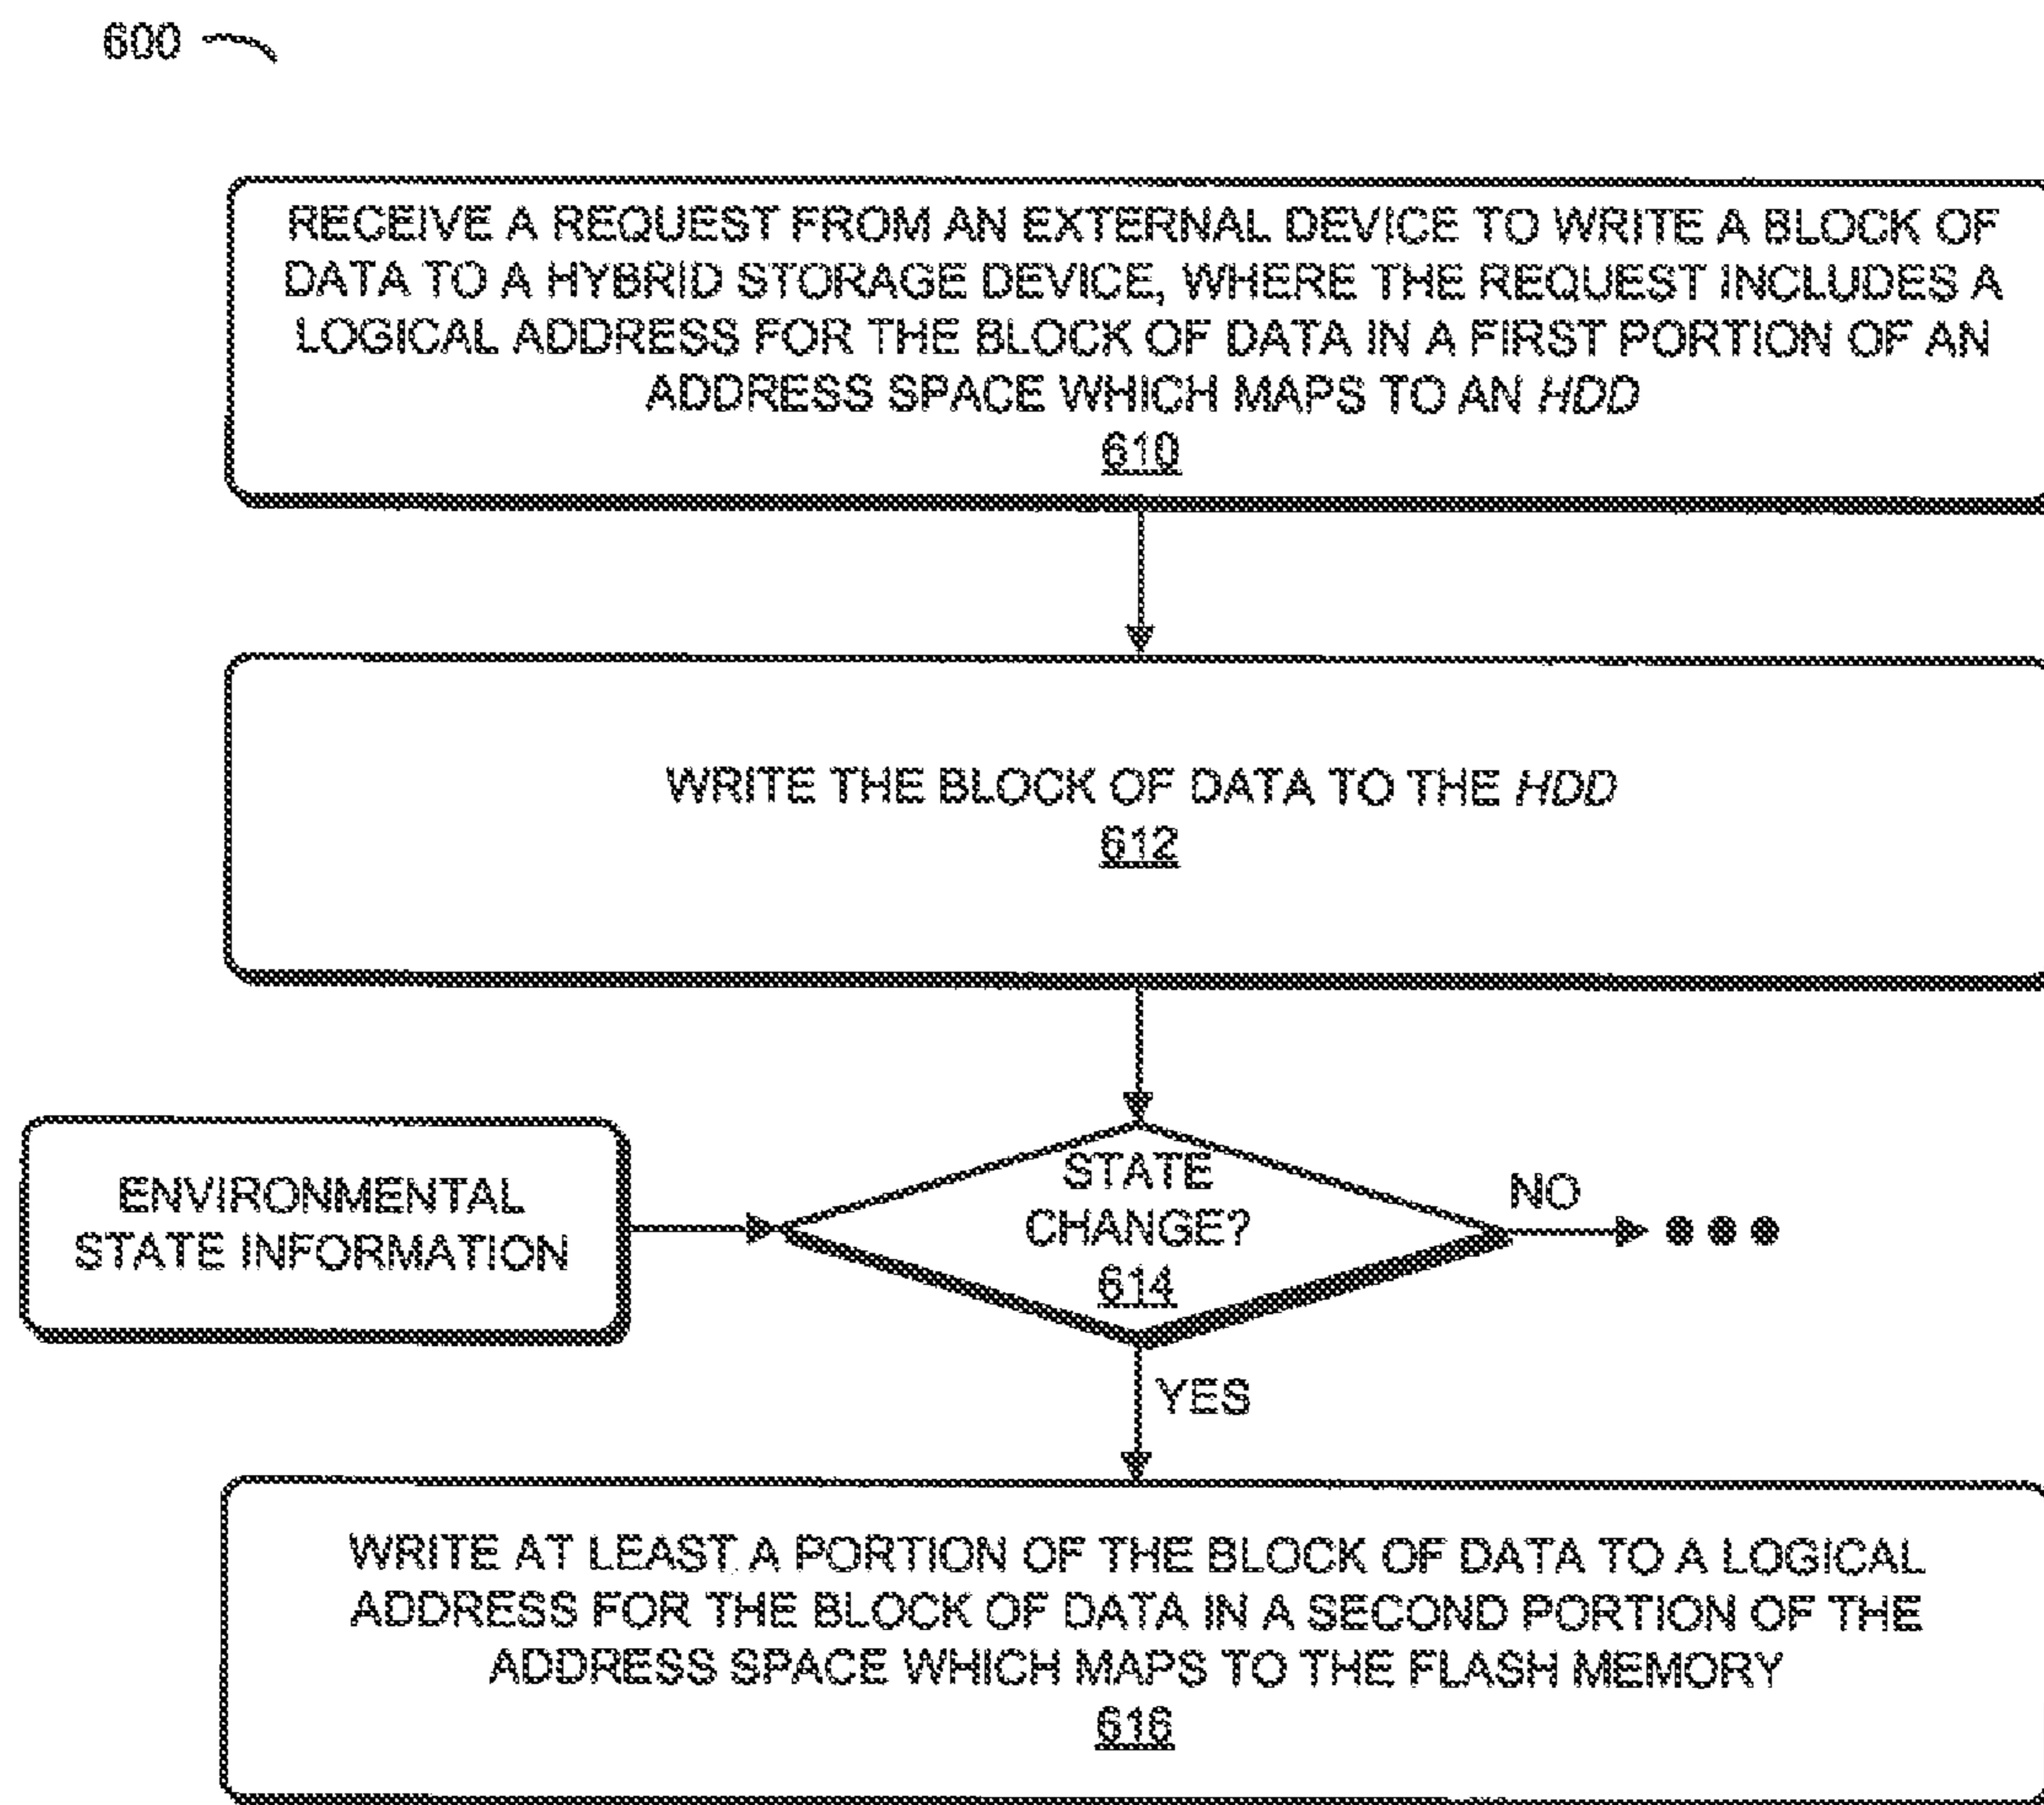 600
RECEIVE A REQUEST FROM AN EXTERNAL DEVICE TO WRITE A BLOCK OF
DATA TO A HYBRID STORAGE DEVICE, WHERE THE REQUEST INCLUDES A
LOGICAL ADDRESS FOR THE BLOCK OF DATA IN A FIRST PORTION OF AN
ADDRESS SPACE WHICH MAPS TO AN HDD
610
WRITE THE BLOCK OF DATA TO THE HDD
612
ENVIRONMENTAL
STATE INFORMATION
STATE
CHANGE?
614
NO
YES
WRITE AT LEAST A PORTION OF THE BLOCK OF DATA TO A LOGICAL
ADDRESS FOR THE BLOCK OF DATA IN A SECOND PORTION OF THE
ADDRESS SPACE WHICH MAPS TO THE FLASH MEMORY
616